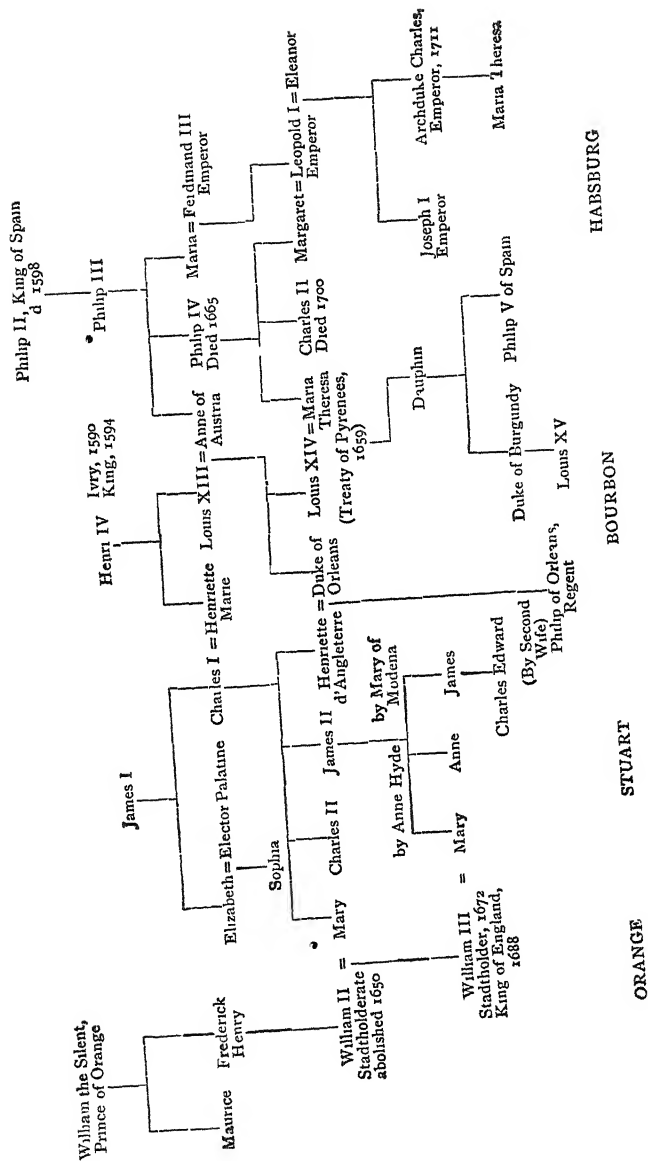 William the Silent,
Prince of Orange
Maurice
Frederick
Henry
William II =
Stadtholderate
abolished 1650
William III =
Stadtholder, 1672
King of England,
1688
ORANGE
James I
Elizabeth = Elector Palatine
Charles I = Henriette
Marie
Sophia
Mary
Charles II
James II
Henriette = Duke of
d'Angleterre Orleans
by Anne Hyde
by Mary of
Modena
Mary
Anne
James
Charles Edward
(By Second
Wife)
Philip of Orleans,
Regent
STUART
Henri IV
Ivry, 1590
King, 1594
Louis XIII = Anne of
Austria
Louis XIV = Maria
Theresa
(Treaty of Pyrenees,
1659)
Dauphin
Duke of Burgundy
Philip V of Spain
Louis XV
BOURBON
Philip II, King of Spain
d 1598
Philip III
Philip IV
Died 1665
Maria = Ferdinand III
Emperor
Charles II
Died 1700
Margaret = Leopold I = Eleanor
Emperor
Joseph I
Emperor
Archduke Charles,
Emperor, 1711
Maria Theresa
HABSBURG